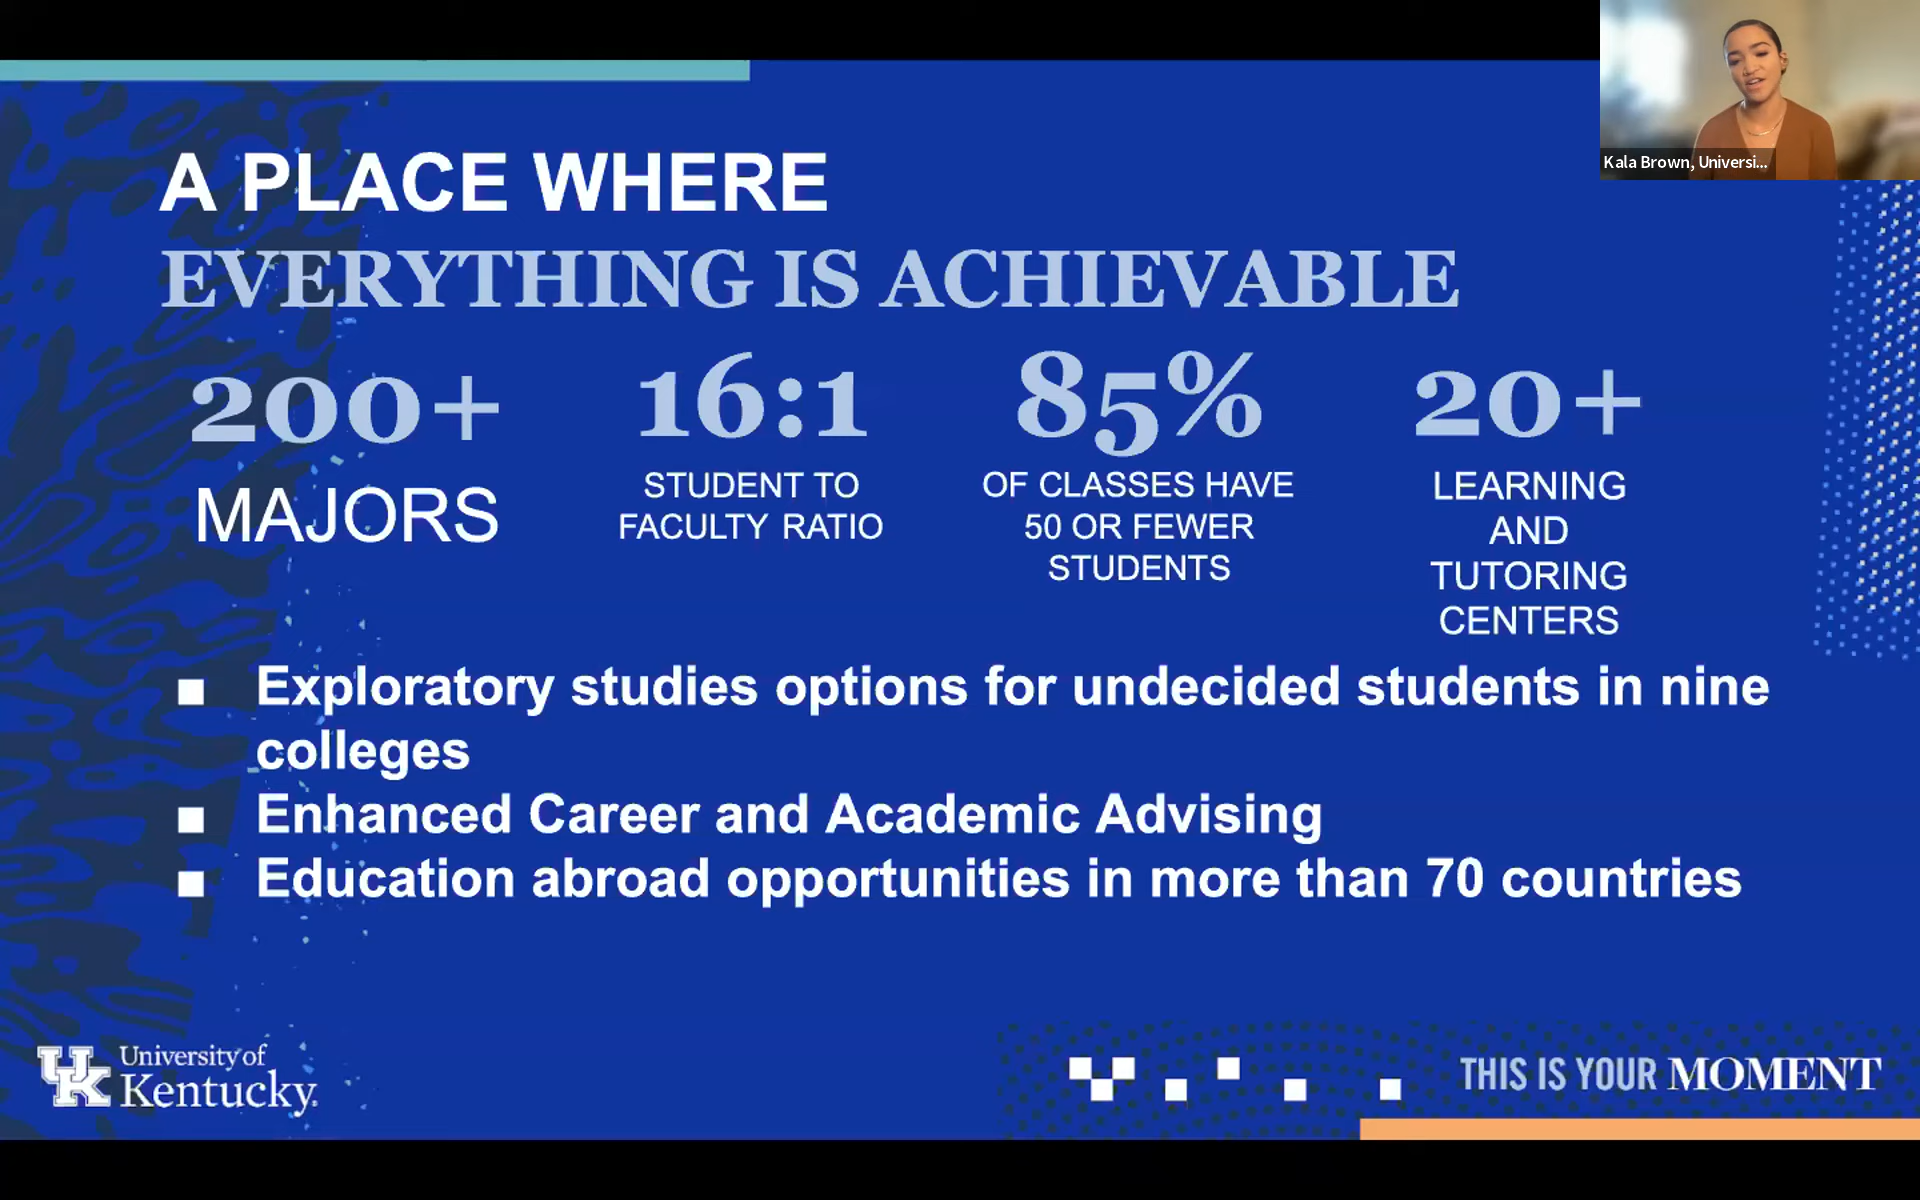 Kala Brown, Universi...
A PLACE WHERE
EVERYTHING IS ACHIEVABLE
200+
MAJORS
16:1
STUDENT TO
FACULTY RATIO
85%
OF CLASSES HAVE
50 OR FEWER
STUDENTS
20+
LEARNING
AND
TUTORING
CENTERS
Exploratory studies options for undecided students in nine
colleges
Enhanced Career and Academic Advising
Education abroad opportunities in more than 70 countries
UK
University of
Kentucky.
THIS IS YOUR MOMENT